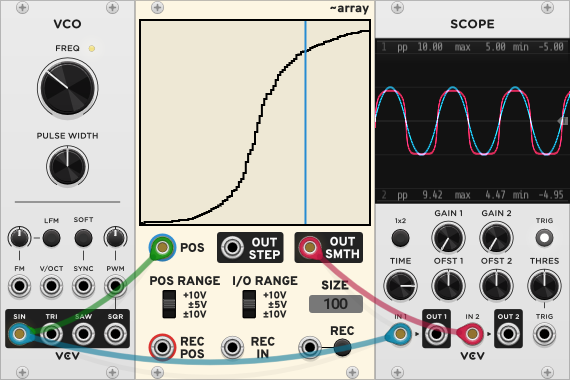 VCO
FREQ
PULSE WIDTH
LFM
SOFT
FM
V/OCT
SYNC
PWM
SIN
TRI
SAW
SQR
VCV
~array
POS
OUT
STEP
OUT
SMTH
POS RANGE
+10V
±5V
±10V
I/O RANGE
+10V
±5V
±10V
SIZE
100
REC
POS
REC
IN
REC
SCOPE
1 pp 10.00 max 5.00 min -5.00
2 pp 9.42 max 4.47 min -4.95
1x2
GAIN 1
GAIN 2
TRIG
TIME
OFST 1
OFST 2
THRES
IN 1
OUT 1
IN 2
OUT 2
TRIG
VCV